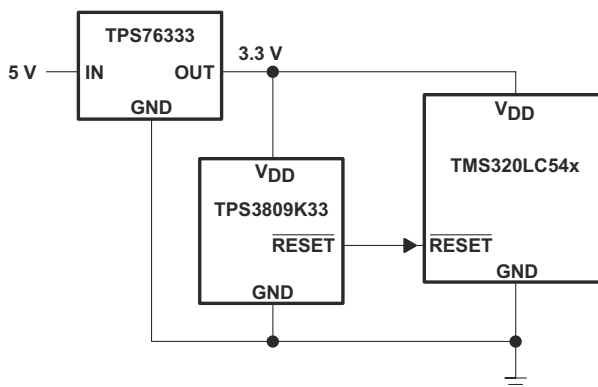 TPS76333
3.3 V
5 V
IN
OUT
GND
VDD
VDD
TMS320LC54x
TPS3809K33
RESET
RESET
GND
GND